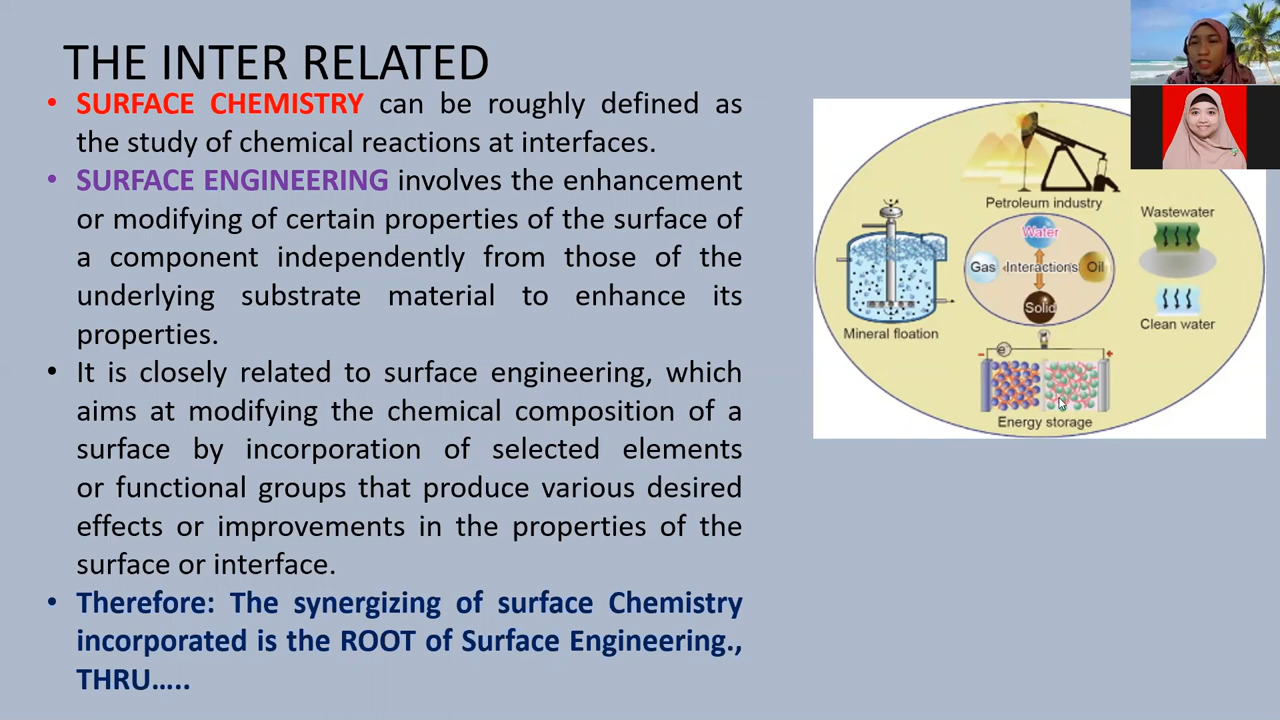 THE INTER RELATED
• SURFACE CHEMISTRY can be roughly defined as
the study of chemical reactions at interfaces.
• SURFACE ENGINEERING involves the enhancement
or modifying of certain properties of the surface of
a component independently from those of the
underlying substrate material to enhance its
properties.
• It is closely related to surface engineering, which
aims at modifying the chemical composition of a
surface by incorporation of selected elements
or functional groups that produce various desired
effects or improvements in the properties of the
surface or interface.
• Therefore: The synergizing of surface Chemistry
incorporated is the ROOT of Surface Engineering.,
THRU…..
Petroleum industry
Wastewater
Water
Gas Interactions Oil
Solid
Clean water
Mineral floation
- e +
Energy storage